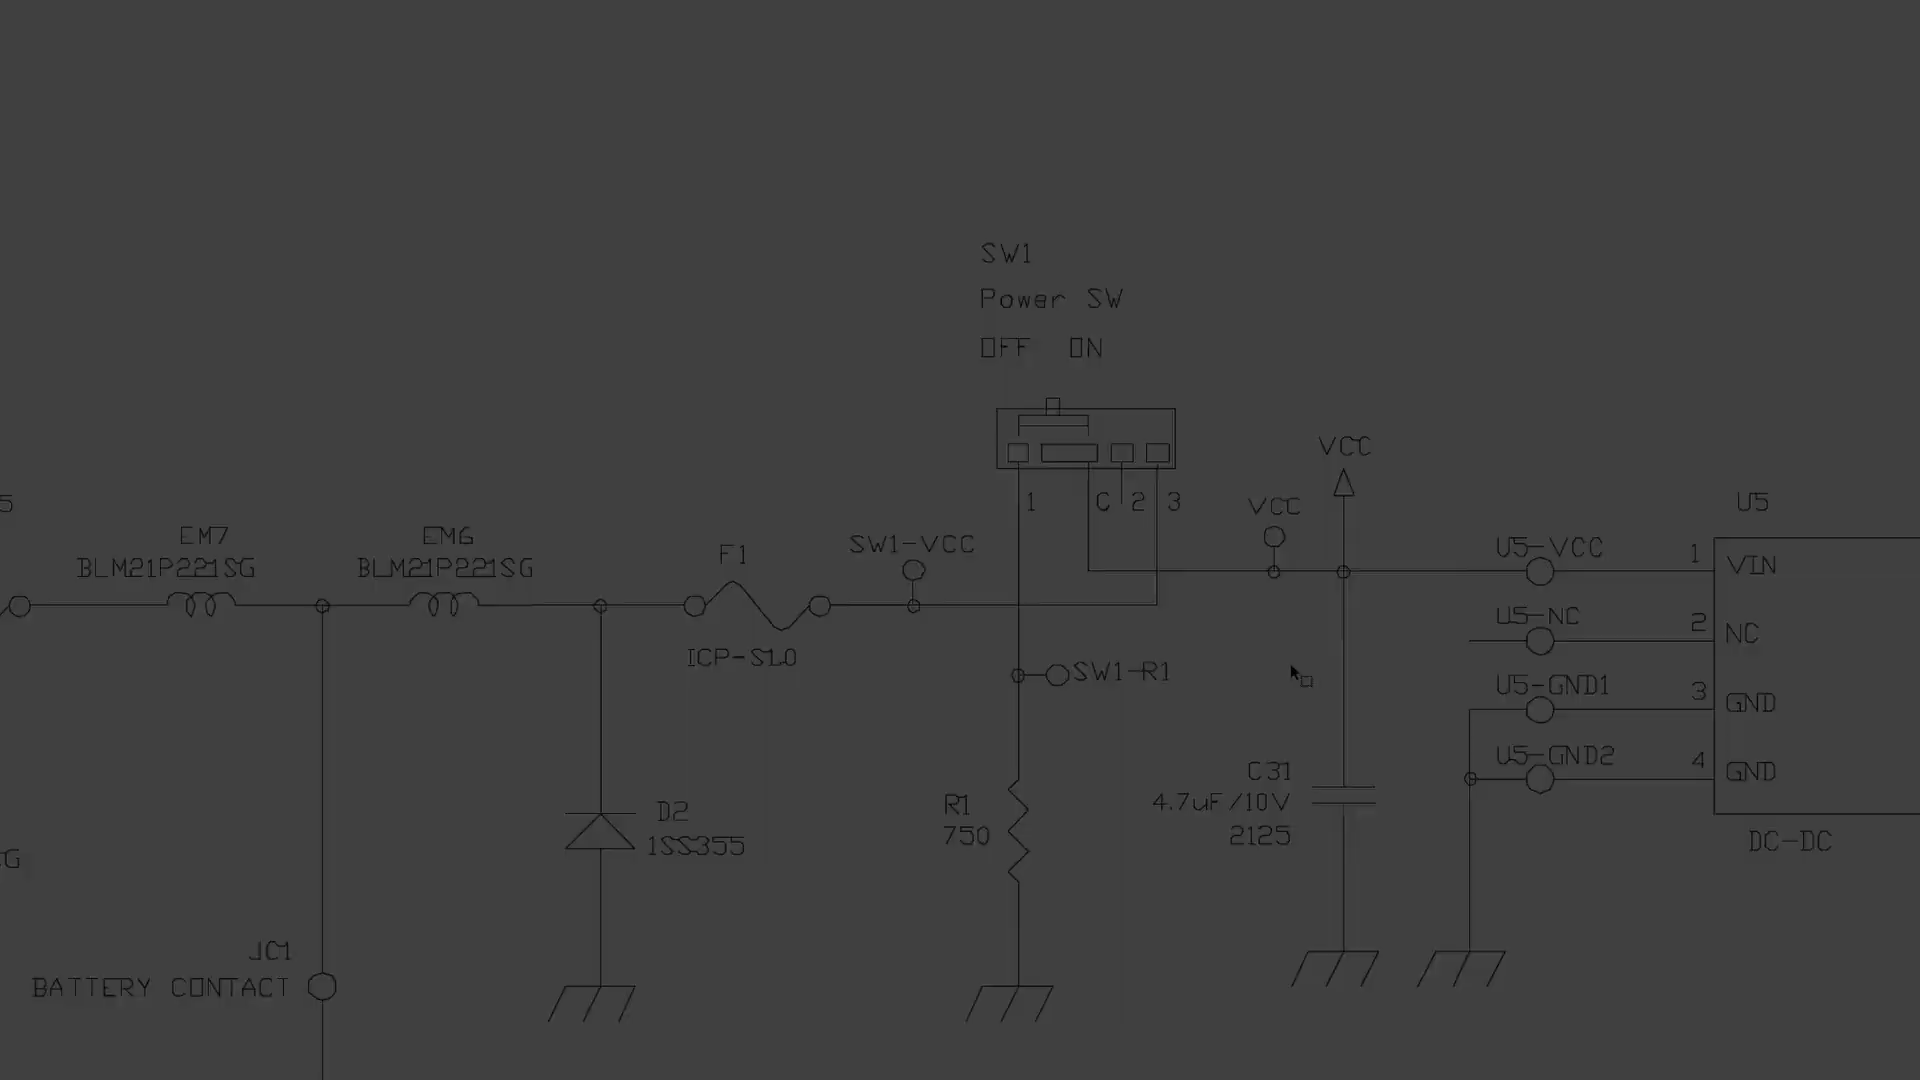 SW1
Power SW
OFF ON
1 C 2 3
VCC
VCC
5
EM7
BLM21P221SG
EM6
BLM21P221SG
F1
ICP-S1.0
SW1-VCC
SW1-R1
U5
U5-VCC 1 VIN
U5-NC 2 NC
U5-GND1 3 GND
U5-GND2 4 GND
DC-DC
D2
1SS355
R1
750
C31
4.7uF/10V
2125
G
JC1
BATTERY CONTACT